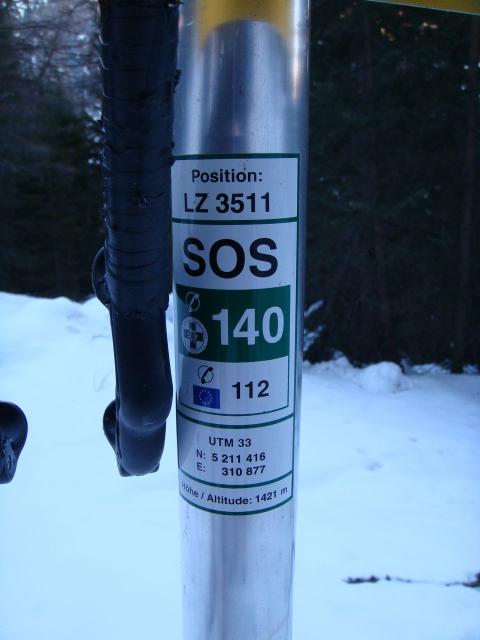 Position:
LZ 3511
SOS
140
112
UTM 33
N: 5 211 416
E: 310 877
Höhe / Altitude: 1421 m